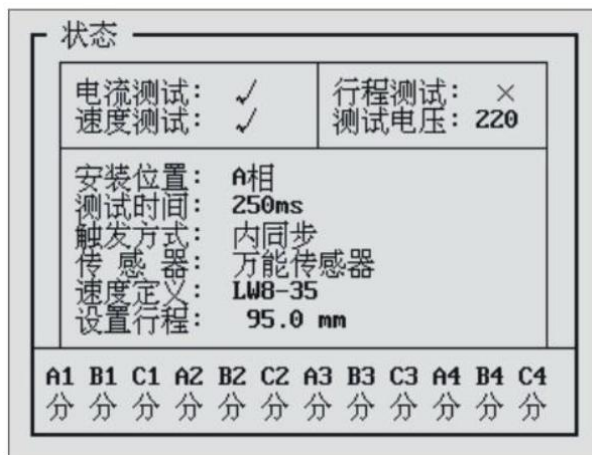 状态
电流测试: ✓ 行程测试: ×
速度测试: ✓ 测试电压: 220
安装位置: A相
测试时间: 250ms
触发方式: 内同步
传 感 器: 万能传感器
速度定义: LW8-35
设置行程: 95.0 mm
A1 B1 C1 A2 B2 C2 A3 B3 C3 A4 B4 C4
分 分 分 分 分 分 分 分 分 分 分 分